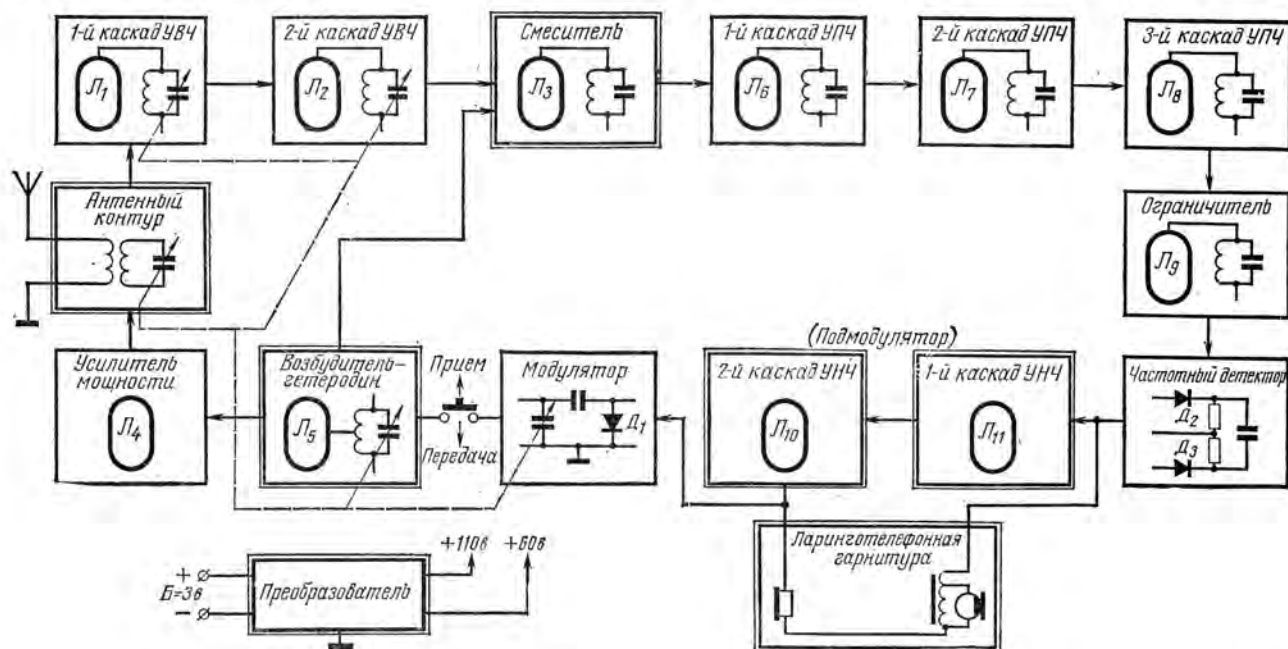 1-й каскад УВЧ
Л1
2-й каскад УВЧ
Л2
Смеситель
Л3
1-й каскад УПЧ
Л6
2-й каскад УПЧ
Л7
3-й каскад УПЧ
Л8
Антенный
контур
Ограничитель
Л9
Усилитель
мощности
Л4
Возбудитель-
гетеродин
Л5
Прием
Передача
Модулятор
Д1
(Подмодулятор)
2-й каскад УНЧ
Л10
1-й каскад УНЧ
Л11
Частотный детектор
Д2
Д3
Ларинготелефонная
гарнитура
+110в
+60в
+
Б=3в
−
Преобразователь